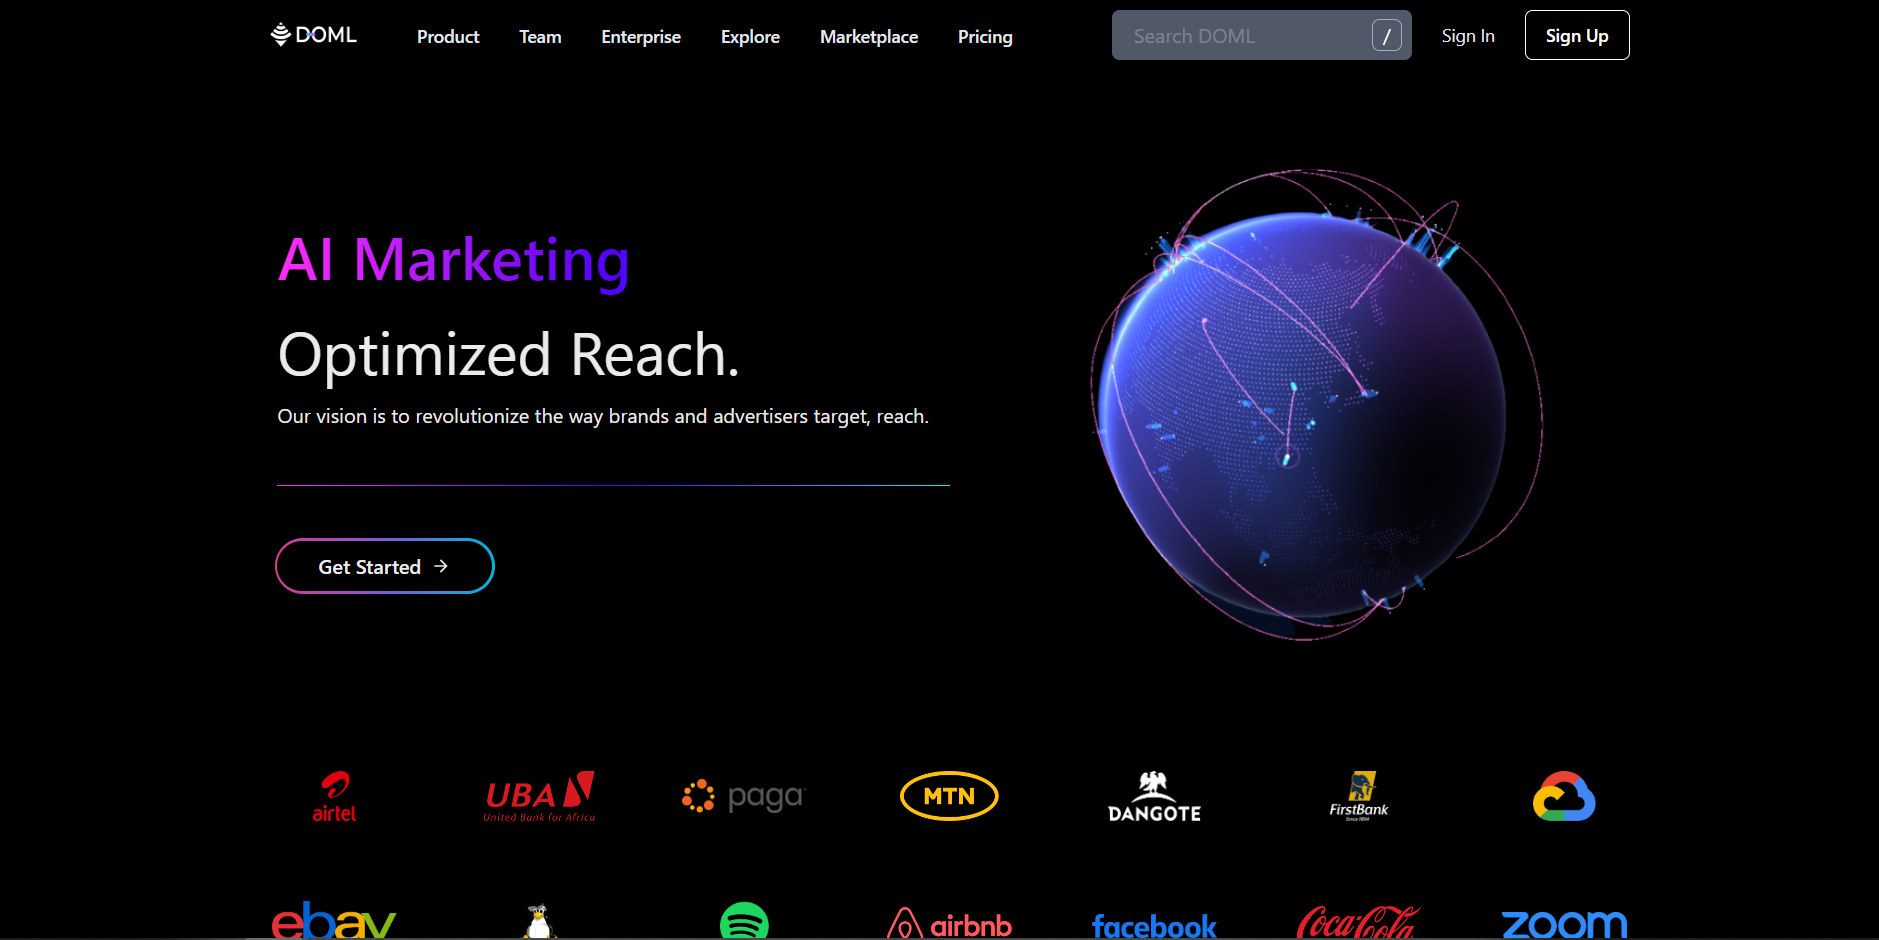 DOML Product Team Enterprise Explore Marketplace Pricing Search DOML / Sign In Sign Up
AI Marketing
Optimized Reach.
Our vision is to revolutionize the way brands and advertisers target, reach.
Get Started →
airtel
UBA
United Bank for Africa
paga
MTN
DANGOTE
FirstBank
Since 1894
ebay
airbnb
facebook
Coca-Cola
zoom